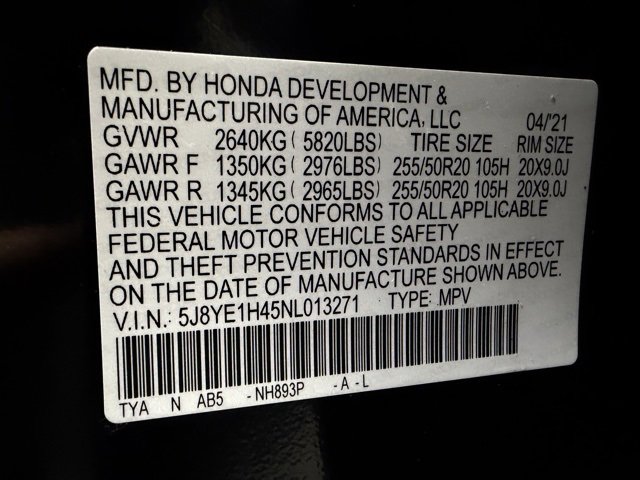 MFD. BY HONDA DEVELOPMENT &
MANUFACTURING OF AMERICA, LLC 04/'21
GVWR 2640KG ( 5820LBS) TIRE SIZE RIM SIZE
GAWR F 1350KG ( 2976LBS) 255/50R20 105H 20X9.0J
GAWR R 1345KG ( 2965LBS) 255/50R20 105H 20X9.0J
THIS VEHICLE CONFORMS TO ALL APPLICABLE
FEDERAL MOTOR VEHICLE SAFETY
AND THEFT PREVENTION STANDARDS IN EFFECT
ON THE DATE OF MANUFACTURE SHOWN ABOVE.
V.I.N.: 5J8YE1H45NL013271 TYPE: MPV
TYA N AB5 -NH893P -A-L